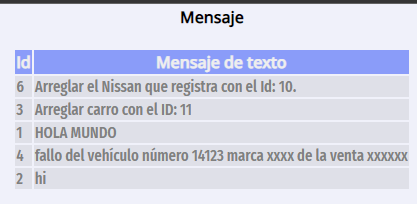 Mensaje
Id Mensaje de texto
6 Arreglar el Nissan que registra con el Id: 10.
3 Arreglar carro con el ID: 11
1 HOLA MUNDO
4 fallo del vehículo número 14123 marca xxxx de la venta xxxxxx
2 hi